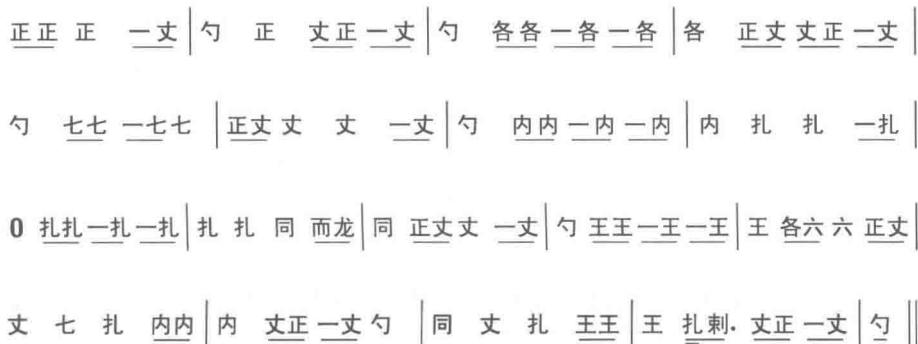 正正 正 一丈 | 勺 正 丈正 一丈 | 勺 各各 一各 一各 | 各 正丈 丈正 一丈 |
勺 七七 一七七 | 正丈 丈 丈 一丈 | 勺 内内 一内 一内 | 内 扎 扎 一扎 |
0 扎扎 一扎 一扎 | 扎 扎 同 而龙 | 同 正丈 丈 一丈 | 勺 王王 一王 一王 | 王 各六 六 正丈 |
丈 七 扎 内内 | 内 丈正 一丈 勺 | 同 丈 扎 王王 | 王 扎刺. 丈正 一丈 | 勺 ||